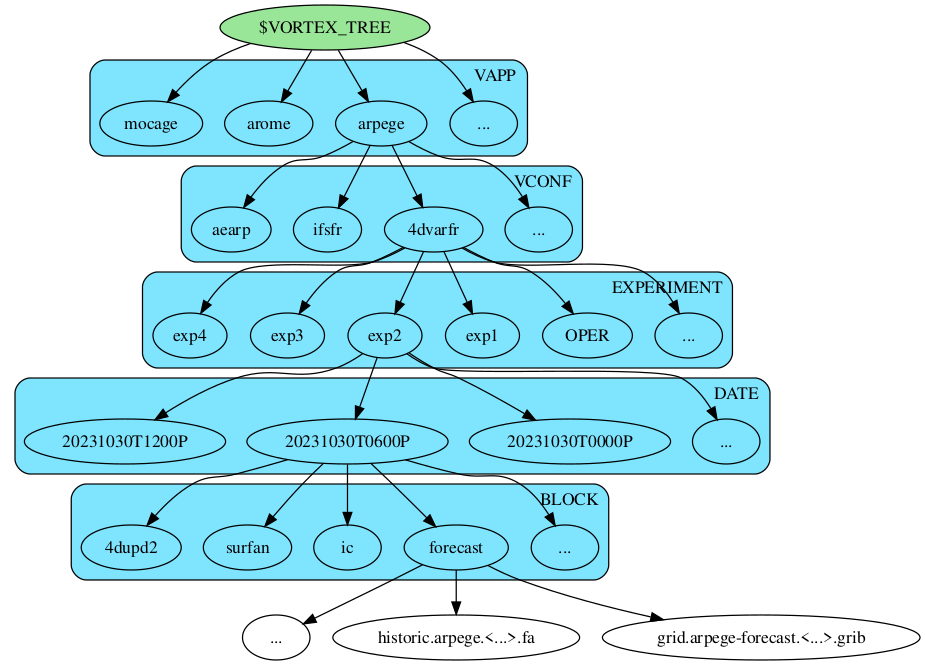 $VORTEX_TREE
VAPP
mocage
arome
arpege
...
VCONF
aearp
ifsfr
4dvarfr
...
EXPERIMENT
exp4
exp3
exp2
exp1
OPER
...
DATE
20231030T1200P
20231030T0600P
20231030T0000P
...
BLOCK
4dupd2
surfan
ic
forecast
...
...
historic.arpege.<...>.fa
grid.arpege-forecast.<...>.grib